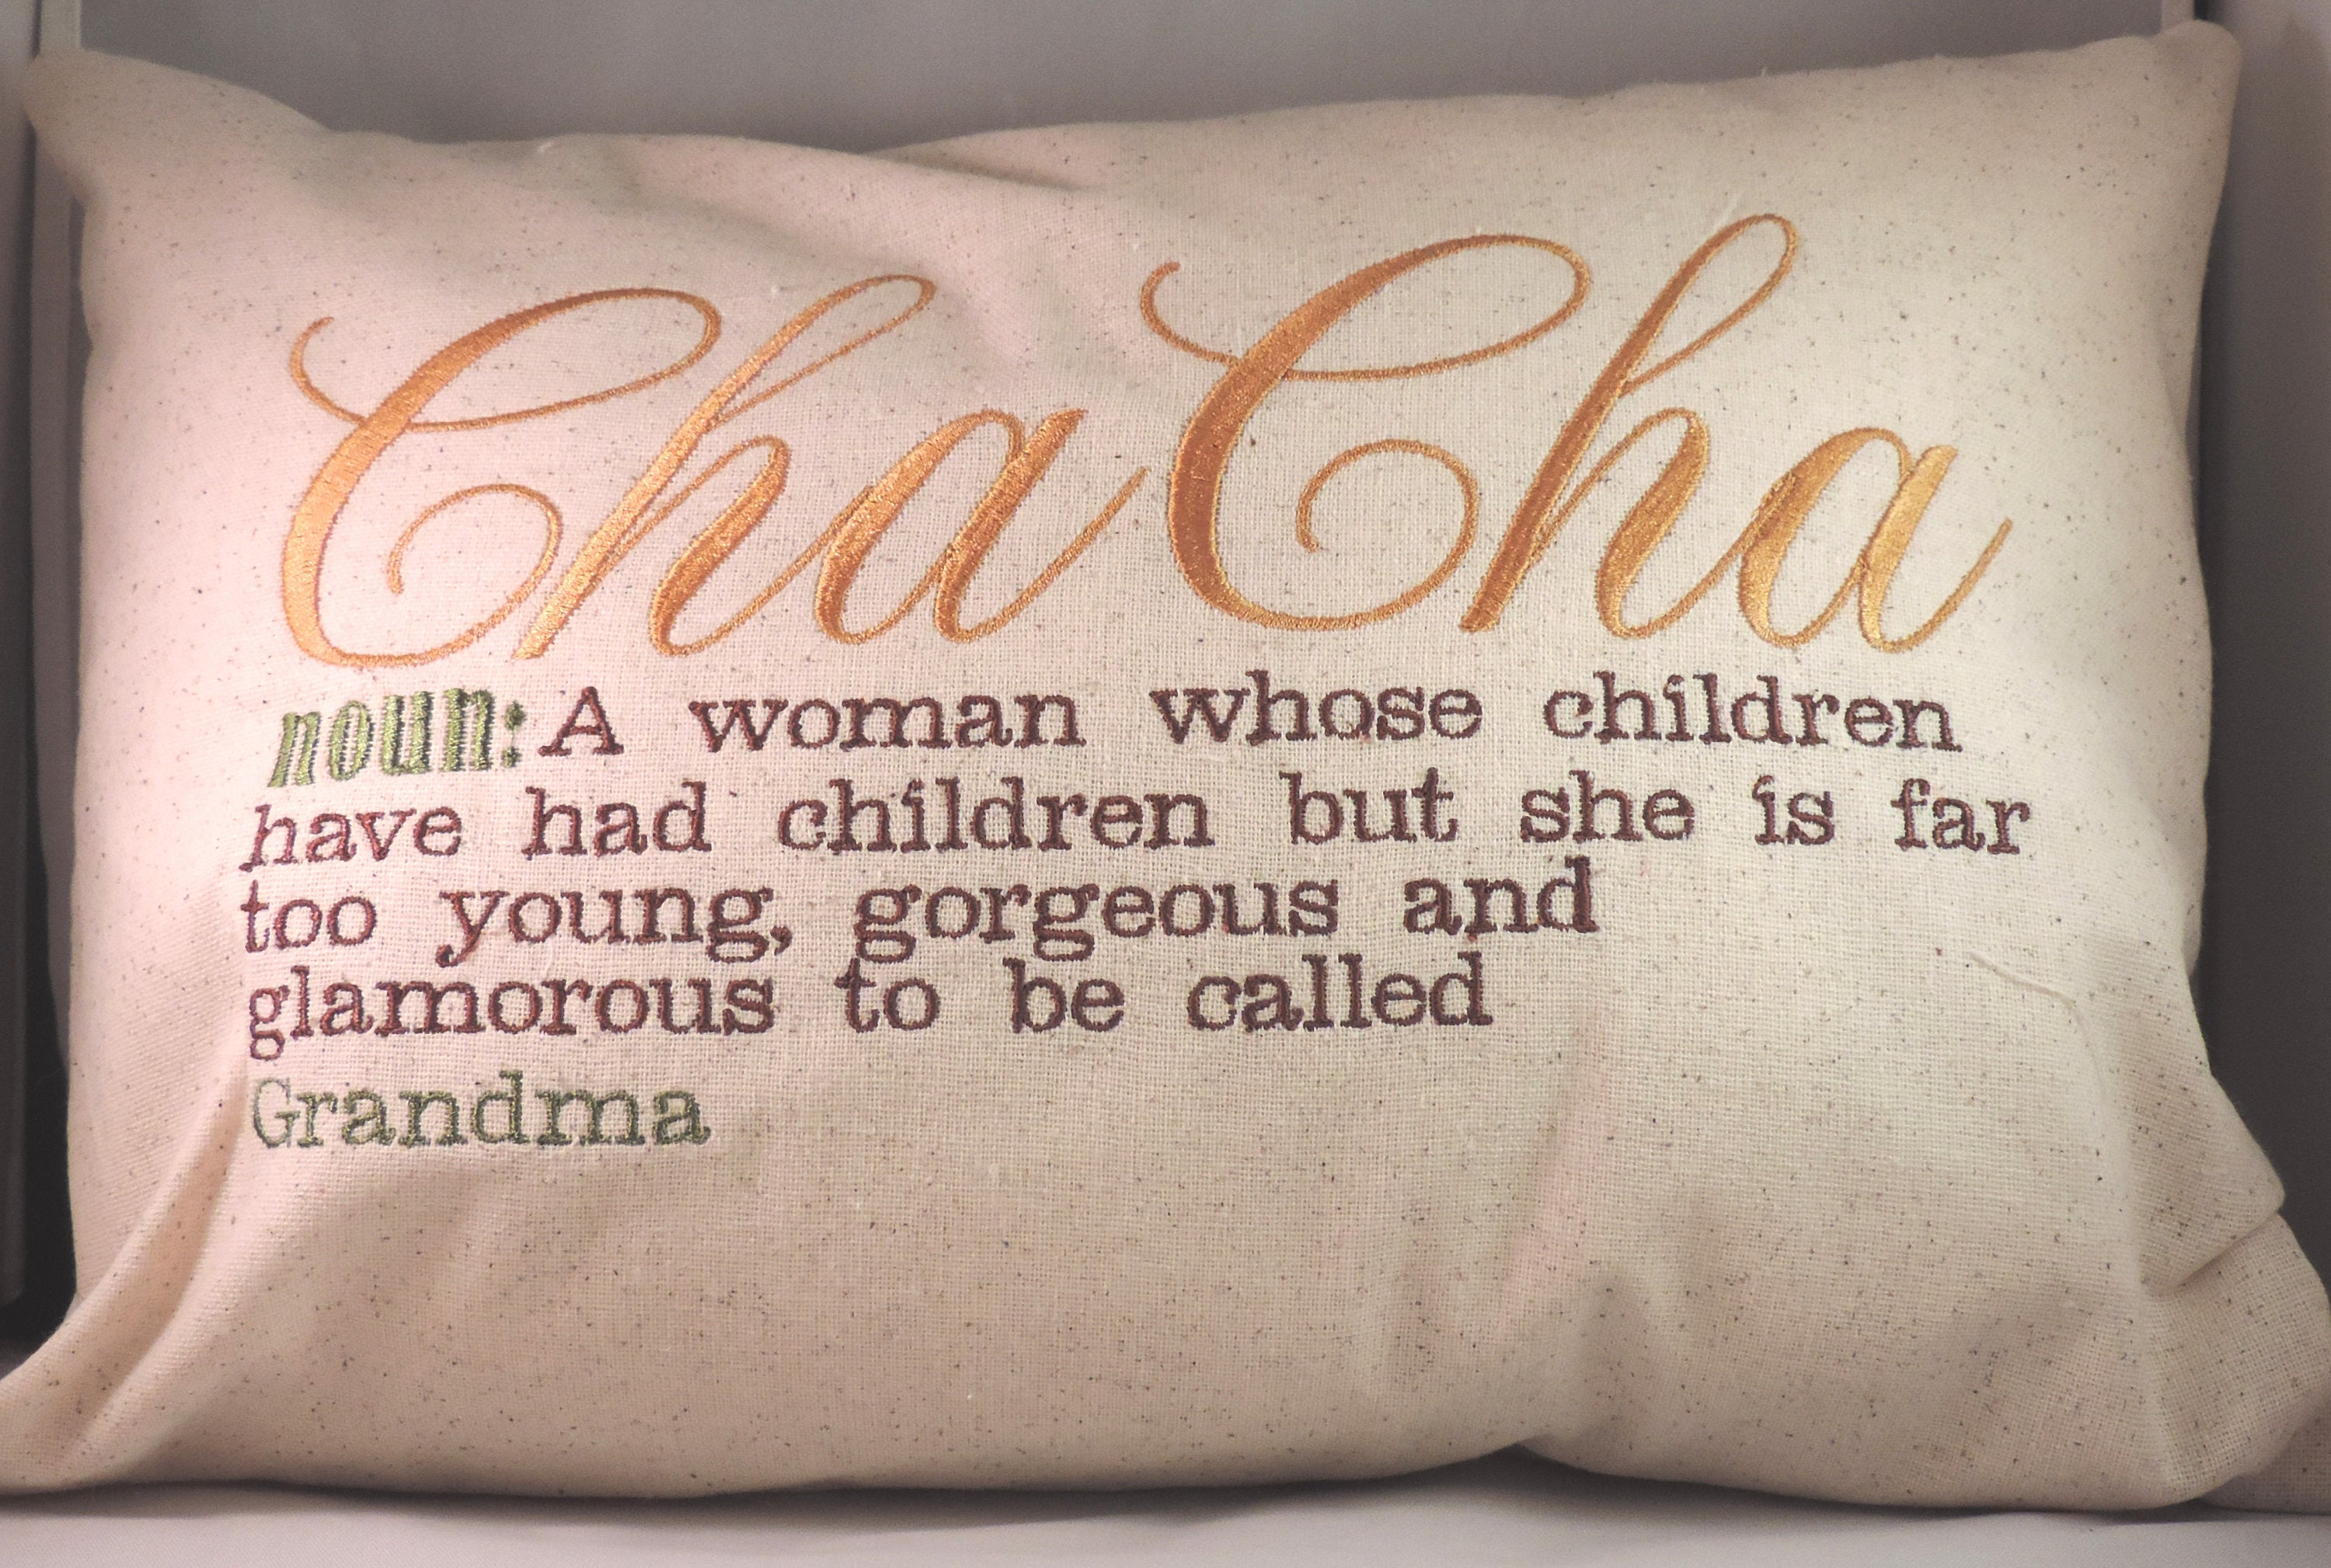 ChaCha
noun: A woman whose children
have had children but she is far
too young, gorgeous and
glamorous to be called
Grandma